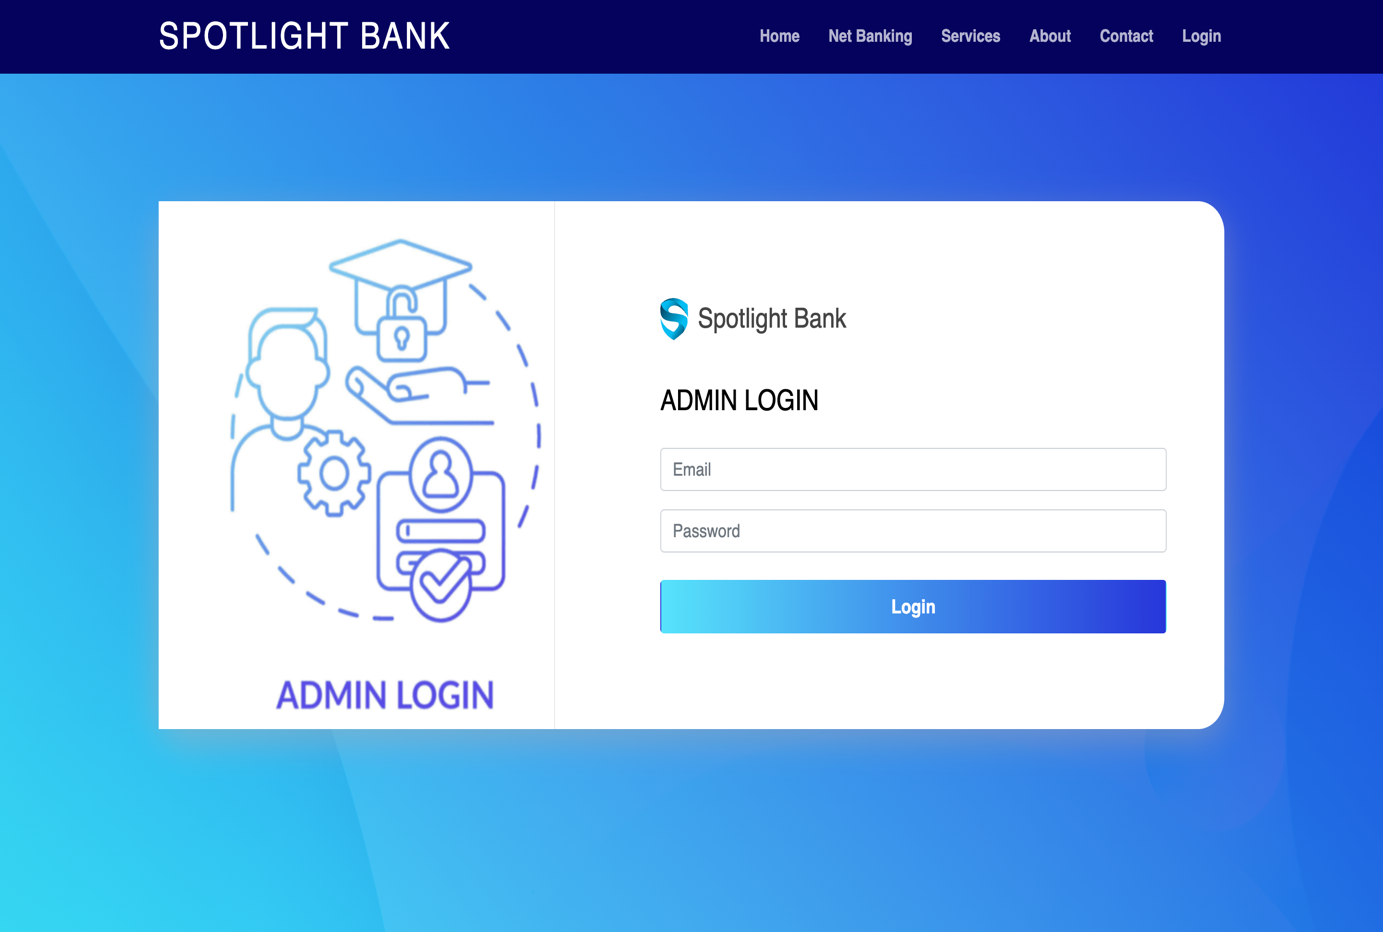 SPOTLIGHT BANK
Home Net Banking Services About Contact Login
Spotlight Bank
ADMIN LOGIN
Email
Password
Login
ADMIN LOGIN